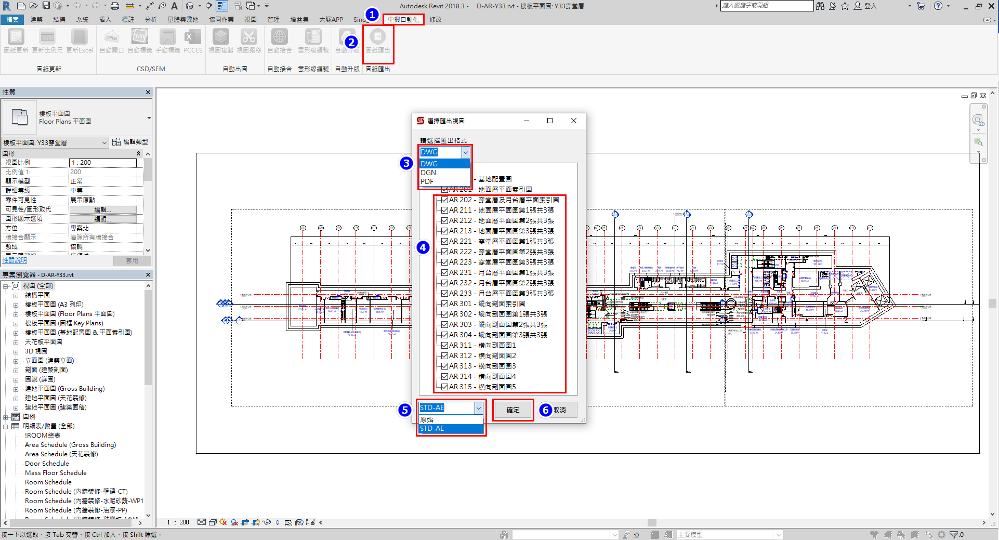 Autodesk Revit 2018.3 -    D-AR-Y33.rvt - 樓板平面圖: Y33穿堂層
鍵入關鍵字或詞組
登入
檔案 建築 結構 系統 插入 標註 分析 量體與敷地 協同作業 視圖 管理 增益集 大塚APP 中興自動化 修改
1
2
圖紙更新 更新比例尺 更新Excel 自動開口 自動標籤 手動標籤 PCCES 視圖複製 視圖搬移 自動接合 雲形線編號 自動升版 圖紙匯出
圖紙更新 CSD/SEM 自動出圖 自動接合 雲形線編號 自動升版 圖紙匯出
性質
樓板平面圖
Floor Plans 平面圖
樓板平面圖: Y33穿堂層
編輯類型
圖形
視圖比例 1 : 200
比例值 1: 200
顯示模型 正常
詳細等級 中等
零件可見性 展示原點
可見性/圖形取代 編輯...
圖形顯示選項 編輯...
方位 專案北
牆接合顯示 清除所有牆接合
領域 協調
性質說明
套用
專案瀏覽器 - D-AR-Y33.rvt
視圖 (全部)
結構平面
樓板平面圖 (A3 列印)
樓板平面圖 (Floor Plans 平面圖)
樓板平面圖 (圖框 Key Plans)
樓板平面圖 (基地配置圖 & 平面索引圖)
天花板平面圖
3D 視圖
立面圖 (建築立面)
剖面 (建築剖面)
圖說 (詳圖)
建地平面圖 (Gross Building)
建地平面圖 (天花裝修)
建地平面圖 (建築面積)
圖例
明細表/數量 (全部)
!ROOM總表
Area Schedule (Gross Building)
Area Schedule (天花裝修)
Door Schedule
Mass Floor Schedule
Room Schedule
Room Schedule (內牆裝修-壁磚-CT)
Room Schedule (內牆裝修-水泥砂漿-WP1
Room Schedule (內牆裝修-油漆-PP)
選擇匯出視圖
請選擇匯出格式
3
DWG
DWG
DGN
PDF
- 基地配置圖
AR 201 - 地面層平面索引圖
4
AR 202 - 穿堂層及月台層平面索引圖
AR 211 - 地面層平面圖第1張共3張
AR 212 - 地面層平面圖第2張共3張
AR 213 - 地面層平面圖第3張共3張
AR 221 - 穿堂層平面圖第1張共3張
AR 222 - 穿堂層平面圖第2張共3張
AR 223 - 穿堂層平面圖第3張共3張
AR 231 - 月台層平面圖第1張共3張
AR 232 - 月台層平面圖第2張共3張
AR 233 - 月台層平面圖第3張共3張
AR 301 - 縱向剖面索引圖
AR 302 - 縱向剖面圖第1張共3張
AR 303 - 縱向剖面圖第2張共3張
AR 304 - 縱向剖面圖第3張共3張
AR 311 - 橫向剖面圖1
AR 312 - 橫向剖面圖2
AR 313 - 橫向剖面圖3
AR 314 - 橫向剖面圖4
AR 315 - 橫向剖面圖5
5
STD-AE
原始
STD-AE
確定
6
取消
2D
1 : 200
按一下以選取、按 Tab 交替、按 Ctrl 加入、按 Shift 除選。
:0
主要模型
:0